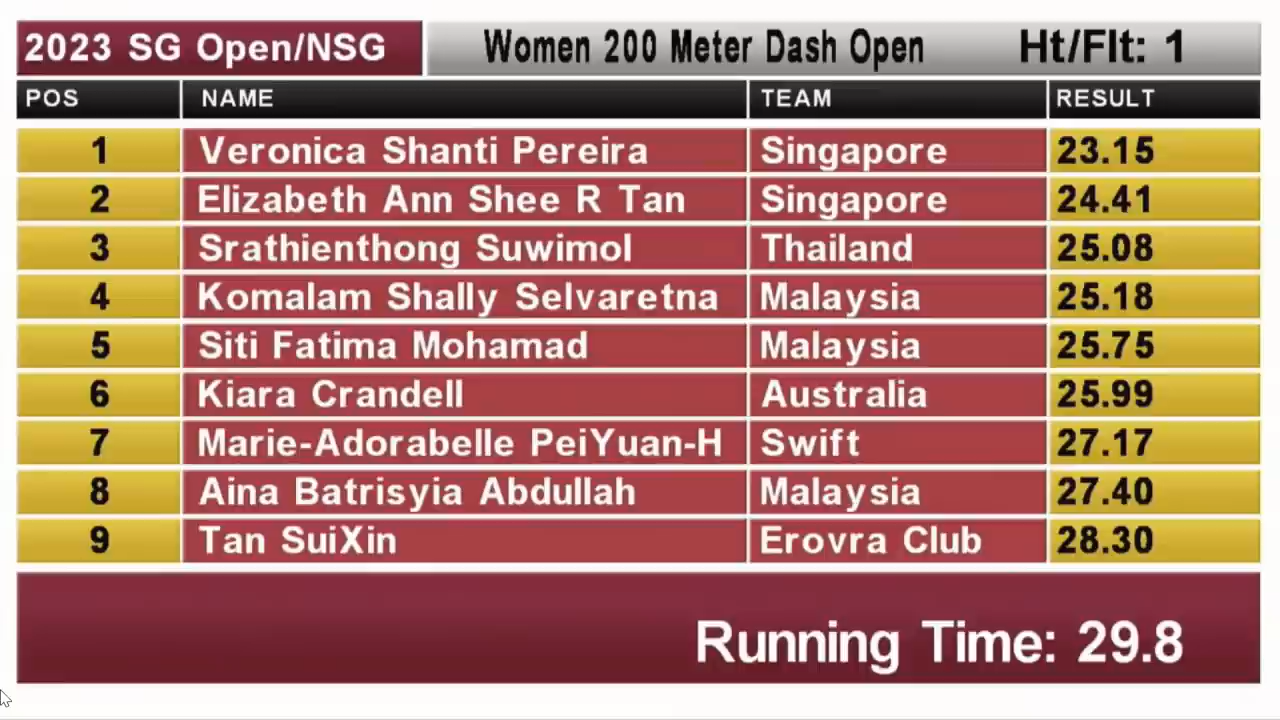 2023 SG Open/NSG Women 200 Meter Dash Open Ht/Flt: 1
POS NAME TEAM RESULT
1 Veronica Shanti Pereira Singapore 23.15
2 Elizabeth Ann Shee R Tan Singapore 24.41
3 Srathienthong Suwimol Thailand 25.08
4 Komalam Shally Selvaretna Malaysia 25.18
5 Siti Fatima Mohamad Malaysia 25.75
6 Kiara Crandell Australia 25.99
7 Marie-Adorabelle PeiYuan-H Swift 27.17
8 Aina Batrisyia Abdullah Malaysia 27.40
9 Tan SuiXin Erovra Club 28.30
Running Time: 29.8